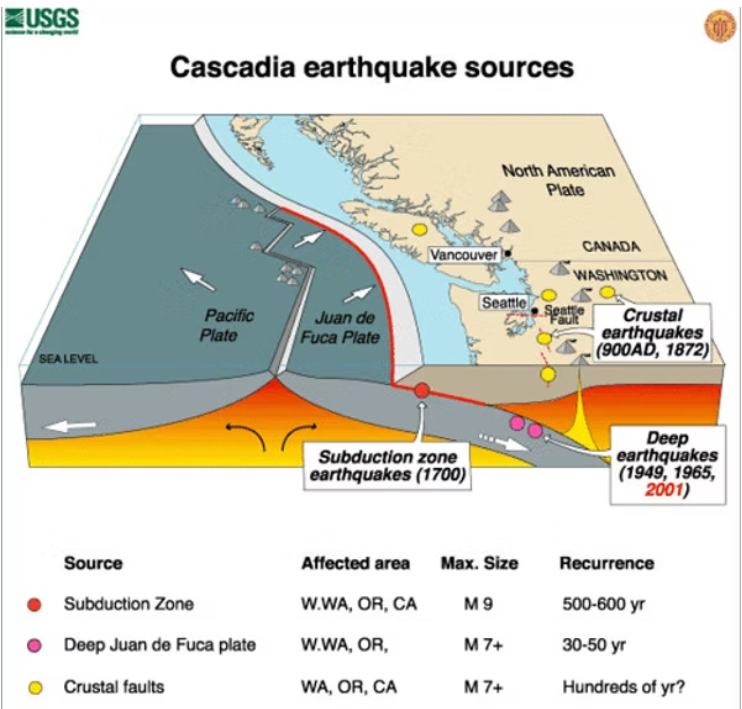 USGS
science for a changing world
Cascadia earthquake sources
North American
Plate
Vancouver
CANADA
WASHINGTON
Seattle
Seattle
Fault
Crustal
earthquakes
(900AD, 1872)
Pacific
Plate
Juan de
Fuca Plate
SEA LEVEL
Subduction zone
earthquakes (1700)
Deep
earthquakes
(1949, 1965,
2001)
Source Affected area Max. Size Recurrence
Subduction Zone W.WA, OR, CA M 9 500-600 yr
Deep Juan de Fuca plate W.WA, OR, M 7+ 30-50 yr
Crustal faults WA, OR, CA M 7+ Hundreds of yr?